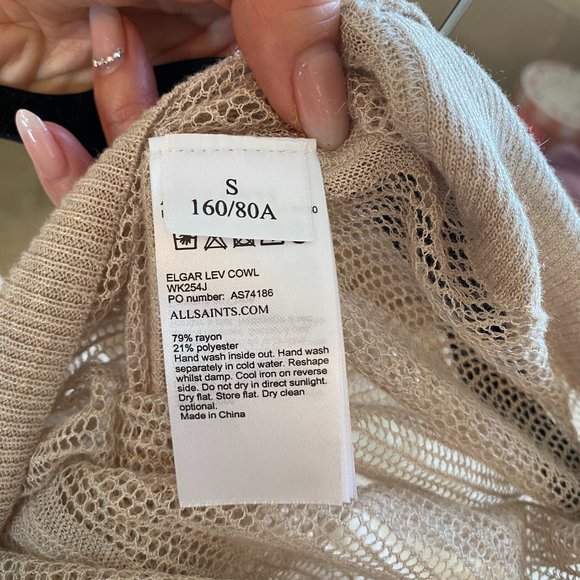 S
160/80A
ELGAR LEV COWL
WK254J
PO number: AS74186
ALLSAINTS.COM
79% rayon
21% polyester
Hand wash inside out. Hand wash
separately in cold water. Reshape
whilst damp. Cool iron on reverse
side. Do not dry in direct sunlight.
Dry flat. Store flat. Dry clean
optional.
Made in China